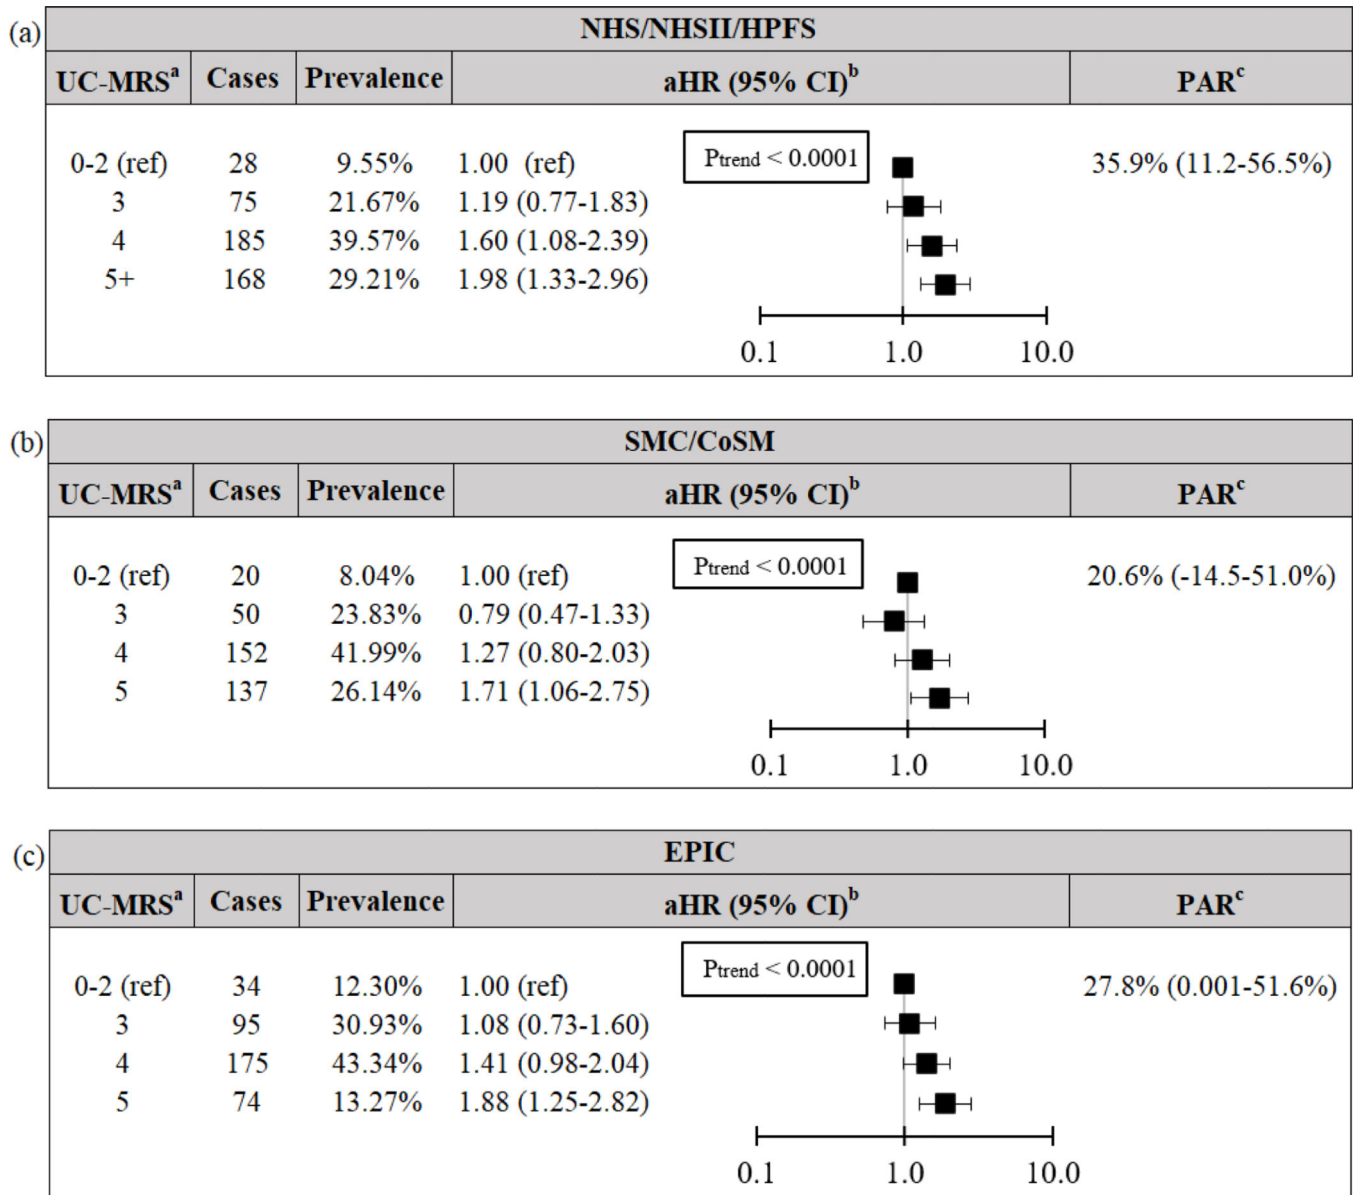 (a)
NHS/NHSII/HPFS
UC-MRSa Cases Prevalence aHR (95% CI)b PARc
0-2 (ref) 28 9.55% 1.00 (ref) Ptrend < 0.0001 35.9% (11.2-56.5%)
3 75 21.67% 1.19 (0.77-1.83)
4 185 39.57% 1.60 (1.08-2.39)
5+ 168 29.21% 1.98 (1.33-2.96)
0.1 1.0 10.0
(b)
SMC/CoSM
UC-MRSa Cases Prevalence aHR (95% CI)b PARc
0-2 (ref) 20 8.04% 1.00 (ref) Ptrend < 0.0001 20.6% (-14.5-51.0%)
3 50 23.83% 0.79 (0.47-1.33)
4 152 41.99% 1.27 (0.80-2.03)
5 137 26.14% 1.71 (1.06-2.75)
0.1 1.0 10.0
(c)
EPIC
UC-MRSa Cases Prevalence aHR (95% CI)b PARc
0-2 (ref) 34 12.30% 1.00 (ref) Ptrend < 0.0001 27.8% (0.001-51.6%)
3 95 30.93% 1.08 (0.73-1.60)
4 175 43.34% 1.41 (0.98-2.04)
5 74 13.27% 1.88 (1.25-2.82)
0.1 1.0 10.0